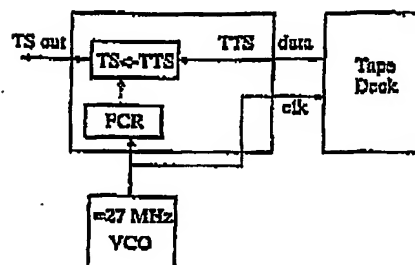 TS out
TS<-TTS
TTS
data
Tape
Deck
PCR
clk
=27 MHz
VCO